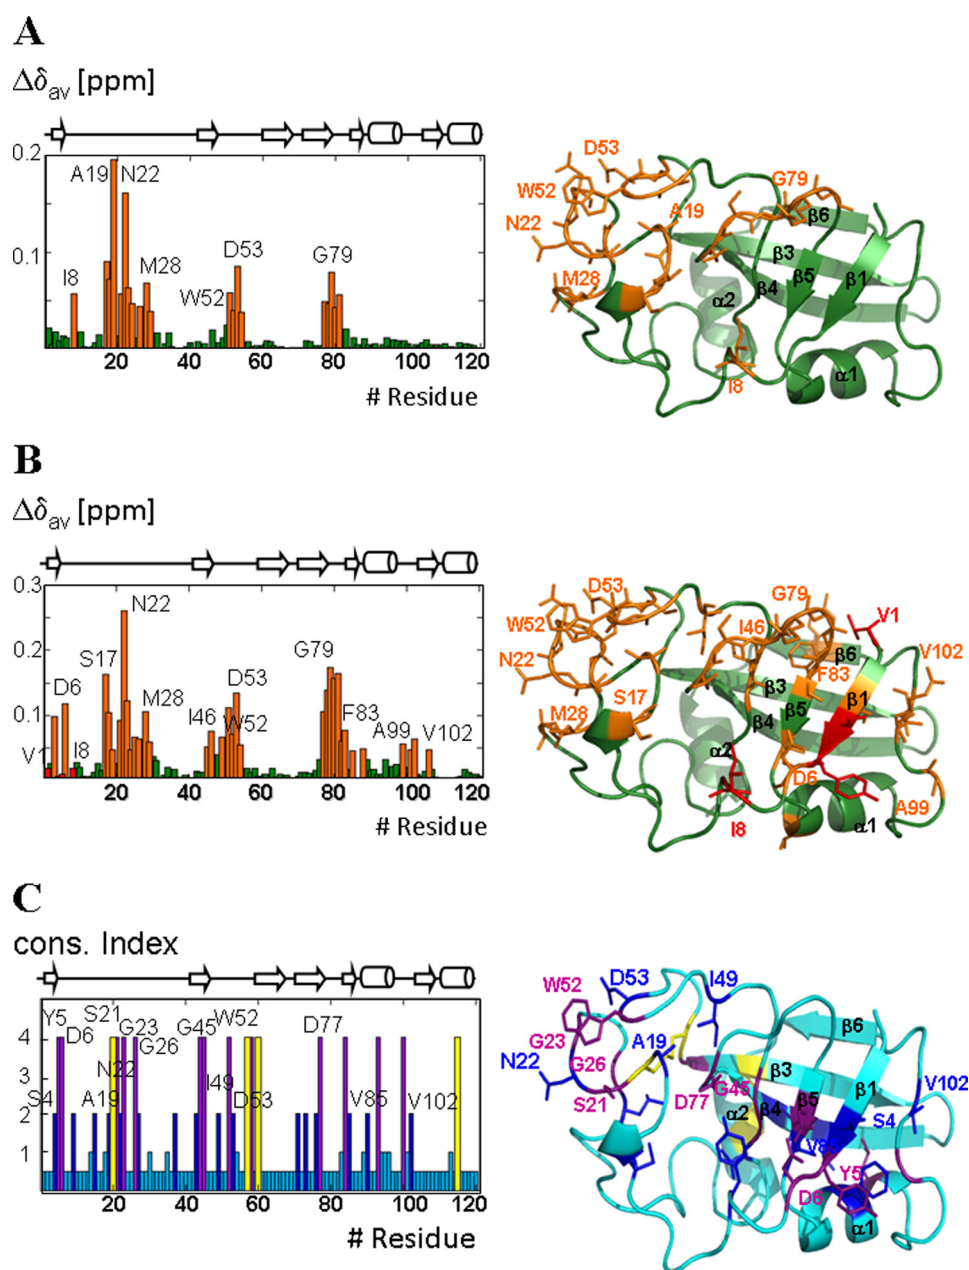 A
Δδav [ppm]
0.2
0.1
A19
N22
I8
M28
W52
D53
G79
20
40
60
80
100
120
# Residue
D53
W52
N22
A19
M28
G79
β6
β3
β5
β1
β4
α2
I8
α1
B
Δδav [ppm]
0.3
0.2
0.1
0
N22
S17
D6
V1
I8
M28
I46
W52
D53
G79
F83
A99
V102
20
40
60
80
100
120
# Residue
D53
W52
N22
S17
M28
G79
V1
I46
β6
V102
F83
β3
β1
β5
β4
α2
D6
A99
I8
α1
C
cons. Index
4
3
2
1
0
Y5
D6
S21
G23
G26
G45
W52
D77
N22
S4
A19
I49
D53
V85
V102
20
40
60
80
100
120
# Residue
D53
I49
W52
G23
A19
β6
N22
G26
β3
S21
G45
β1
V102
D77
β5
S4
α2
β4
V85
Y5
D6
α1